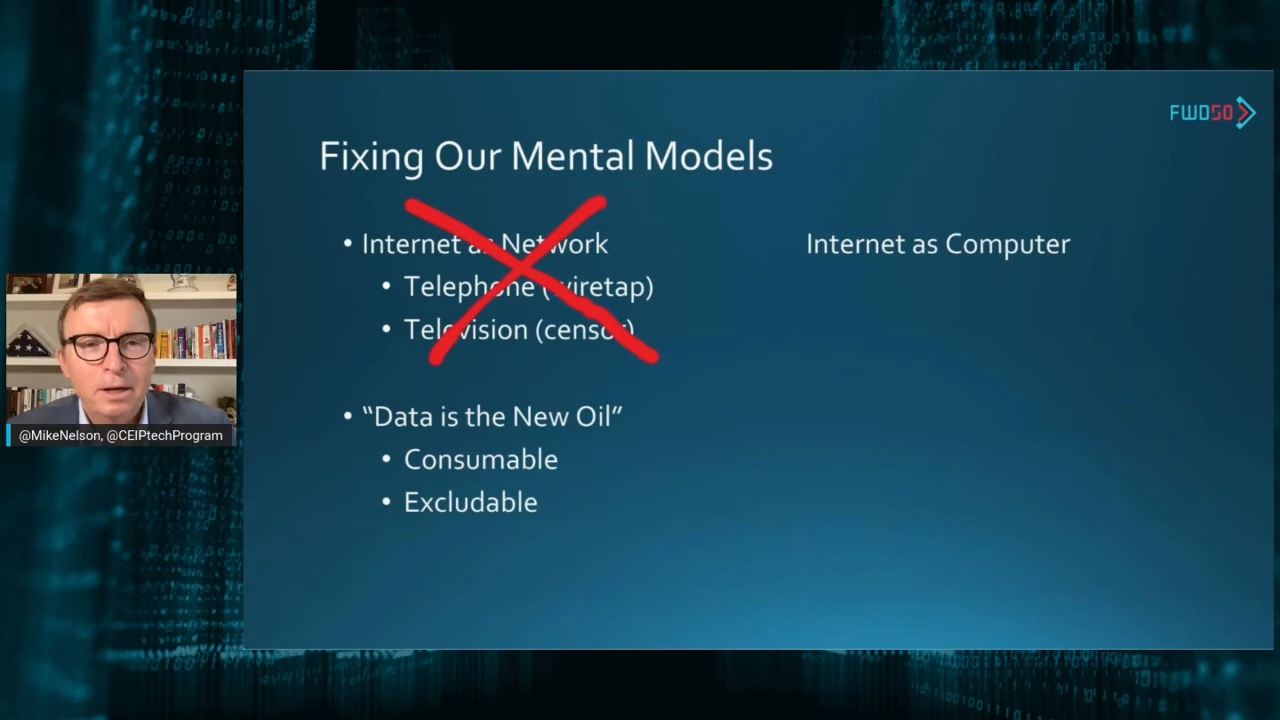 FWD50
Fixing Our Mental Models
• Internet as Network
Internet as Computer
• Telephone (wiretap)
• Television (censor)
• “Data is the New Oil”
• Consumable
• Excludable
@MikeNelson, @CEIPtechProgram